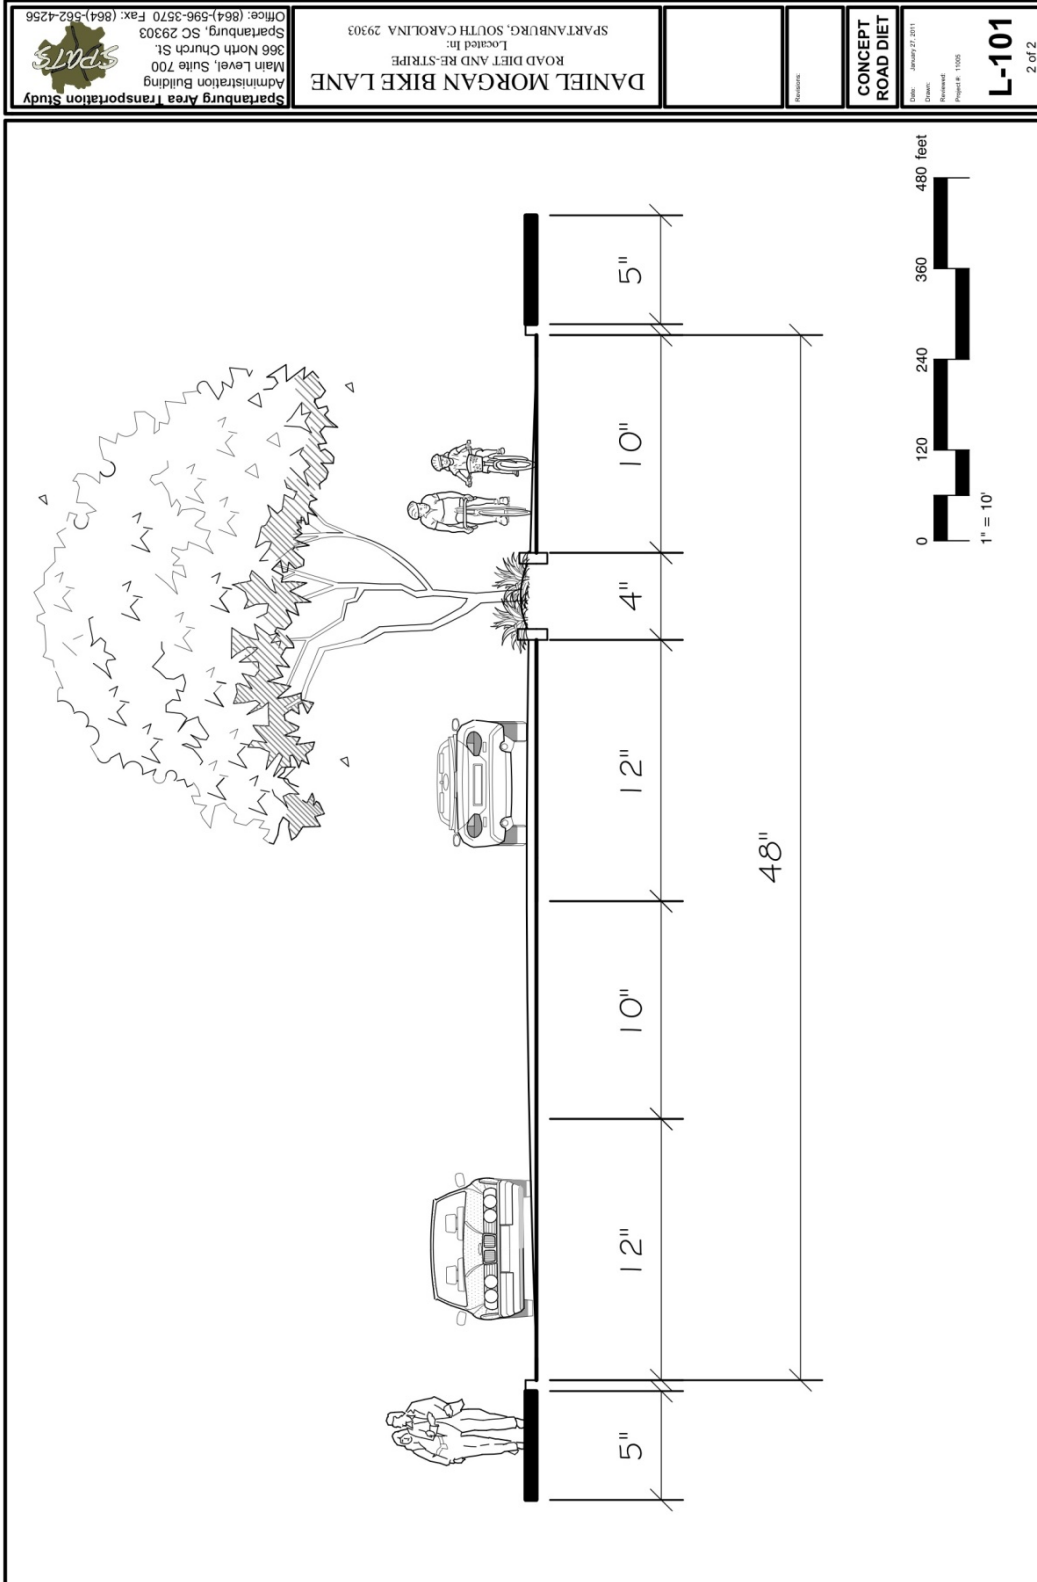 SPATS
Spartanburg Area Transportation Study
Administration Building
Main Level, Suite 700
366 North Church St.
Spartanburg, SC 29303
Office: (864)-596-3570 Fax: (864)-562-4256
DANIEL MORGAN BIKE LANE
ROAD DIET AND RE-STRIPE
Located In:
SPARTANBURG, SOUTH CAROLINA 29303
Revisions:
CONCEPT
ROAD DIET
Date: January 27, 2011
Drawn:
Reviewed:
Project #: 11005
L-101
2 of 2
5"
12"
10"
12"
4"
10"
5"
48"
0 120 240 360 480 feet
1" = 10'